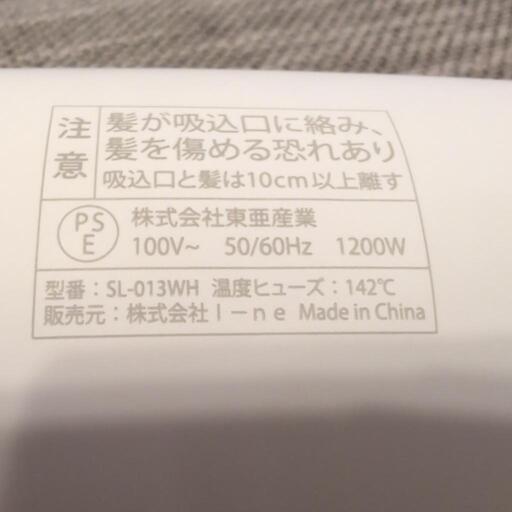 注意
髪が吸込口に絡み、
髪を傷める恐れあり
吸込口と髪は10cm以上離す
PS
E
株式会社東亜産業
100V~ 50/60Hz 1200W
型番：SL-013WH 温度ヒューズ：142℃
販売元：株式会社I－ne Made in China